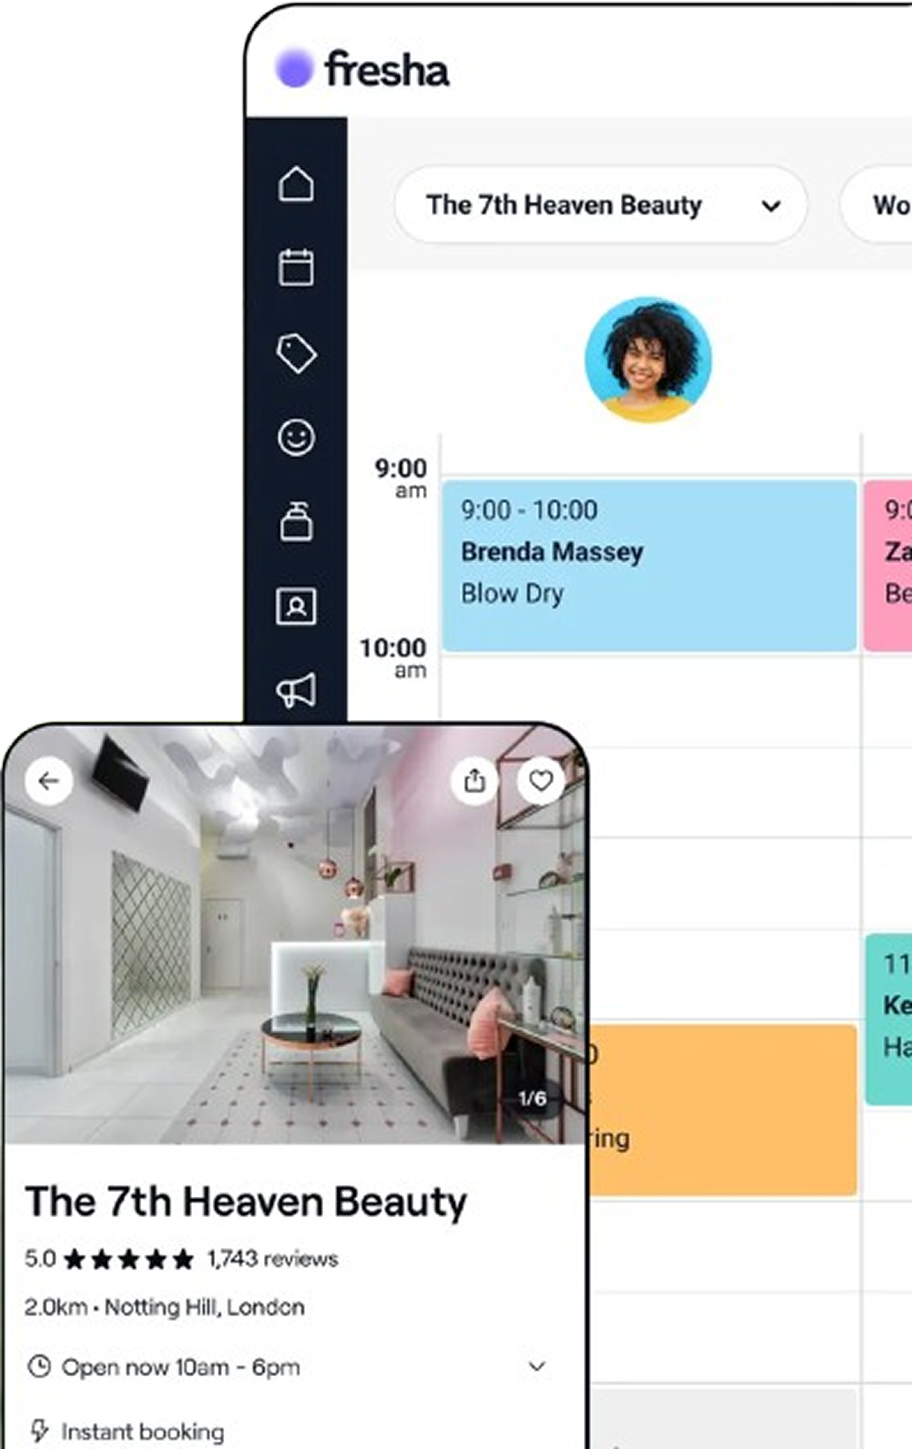 fresha
The 7th Heaven Beauty
Wo
9:00
am
9:00 - 10:00
Brenda Massey
Blow Dry
9:0
Za
Be
10:00
am
11
Ke
Ha
0
ring
1/6
The 7th Heaven Beauty
5.0 ★★★★★ 1,743 reviews
2.0km • Notting Hill, London
Open now 10am - 6pm
Instant booking